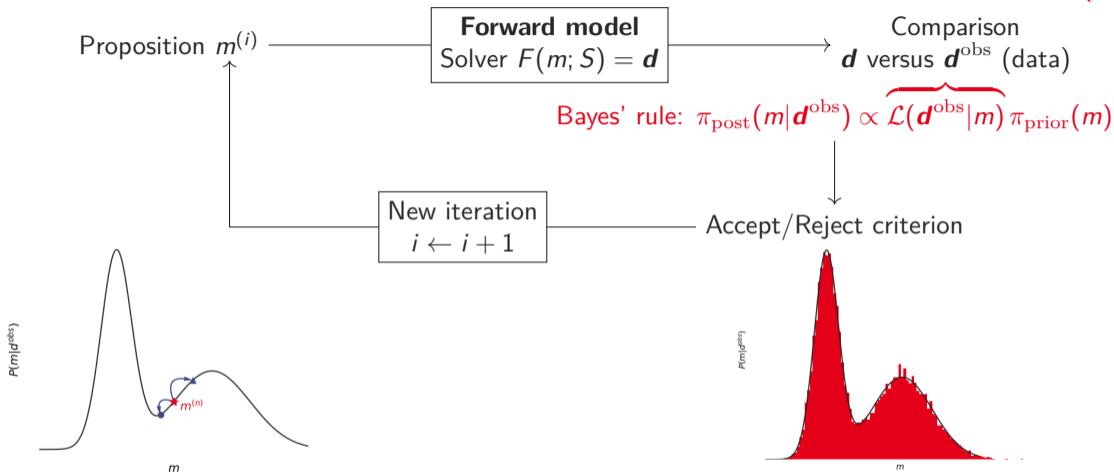 Proposition m^(i)
Forward model
Solver F(m; S) = d
Comparison
d versus d^obs (data)
Bayes' rule: π_post(m|d^obs) ∝ ℒ(d^obs|m) π_prior(m)
New iteration
i ← i + 1
Accept/Reject criterion
P(m|d^obs)
m^(n)
m
P(m|d^obs)
m